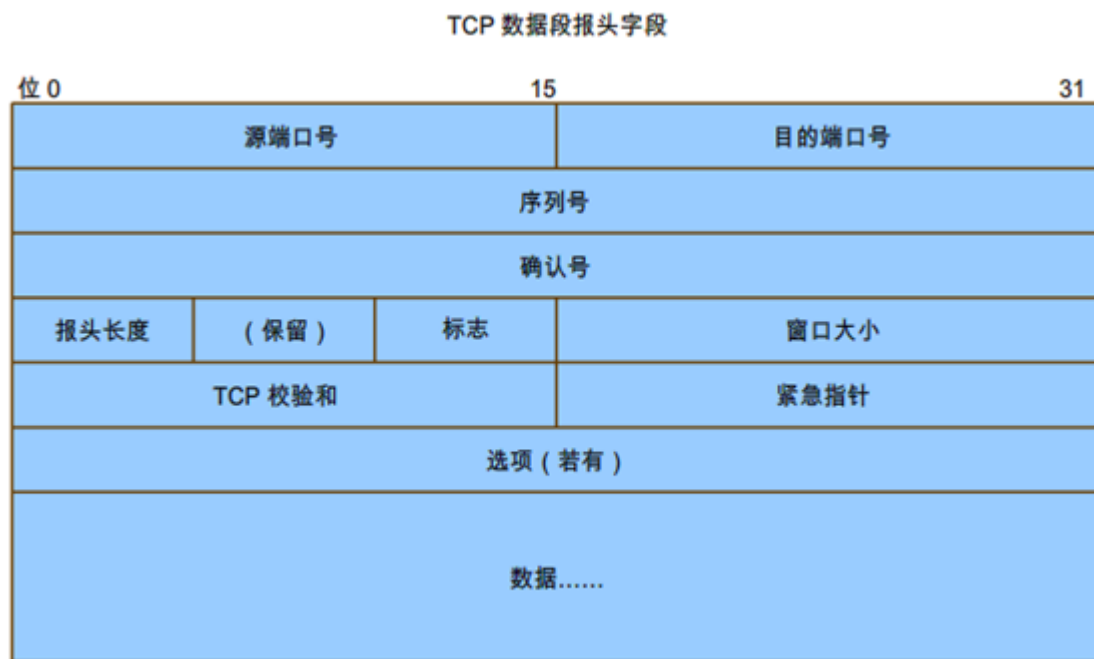 TCP 数据段报头字段
位 0 15 31
源端口号 目的端口号
序列号
确认号
报头长度 （保留） 标志 窗口大小
TCP 校验和 紧急指针
选项（若有）
数据……